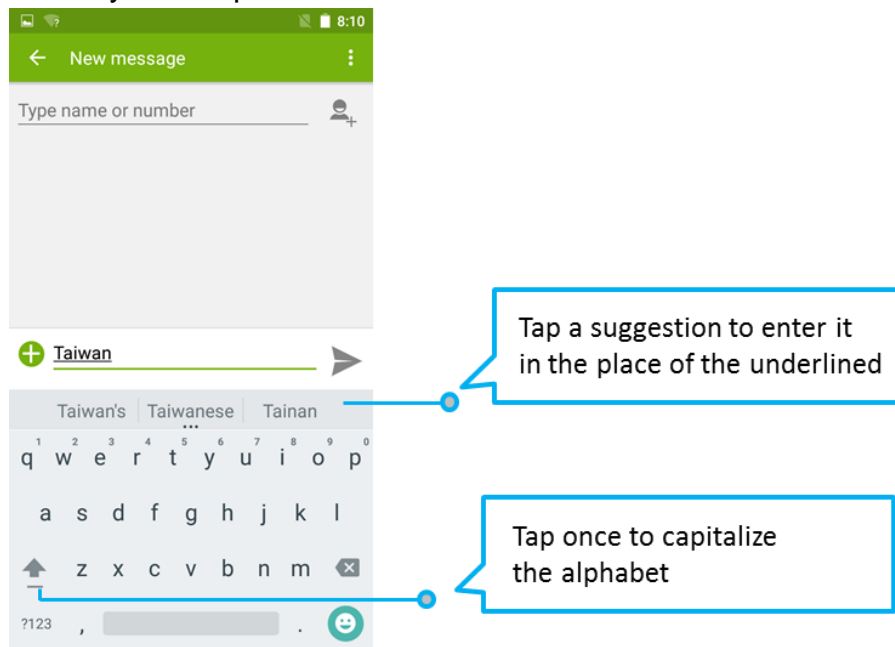 8:10
New message
Type name or number
Taiwan
Tap a suggestion to enter it
in the place of the underlined
Taiwan's Taiwanese Tainan
1 2 3 4 5 6 7 8 9 0
q w e r t y u i o p
a s d f g h j k l
Tap once to capitalize
the alphabet
z x c v b n m
?123 , .